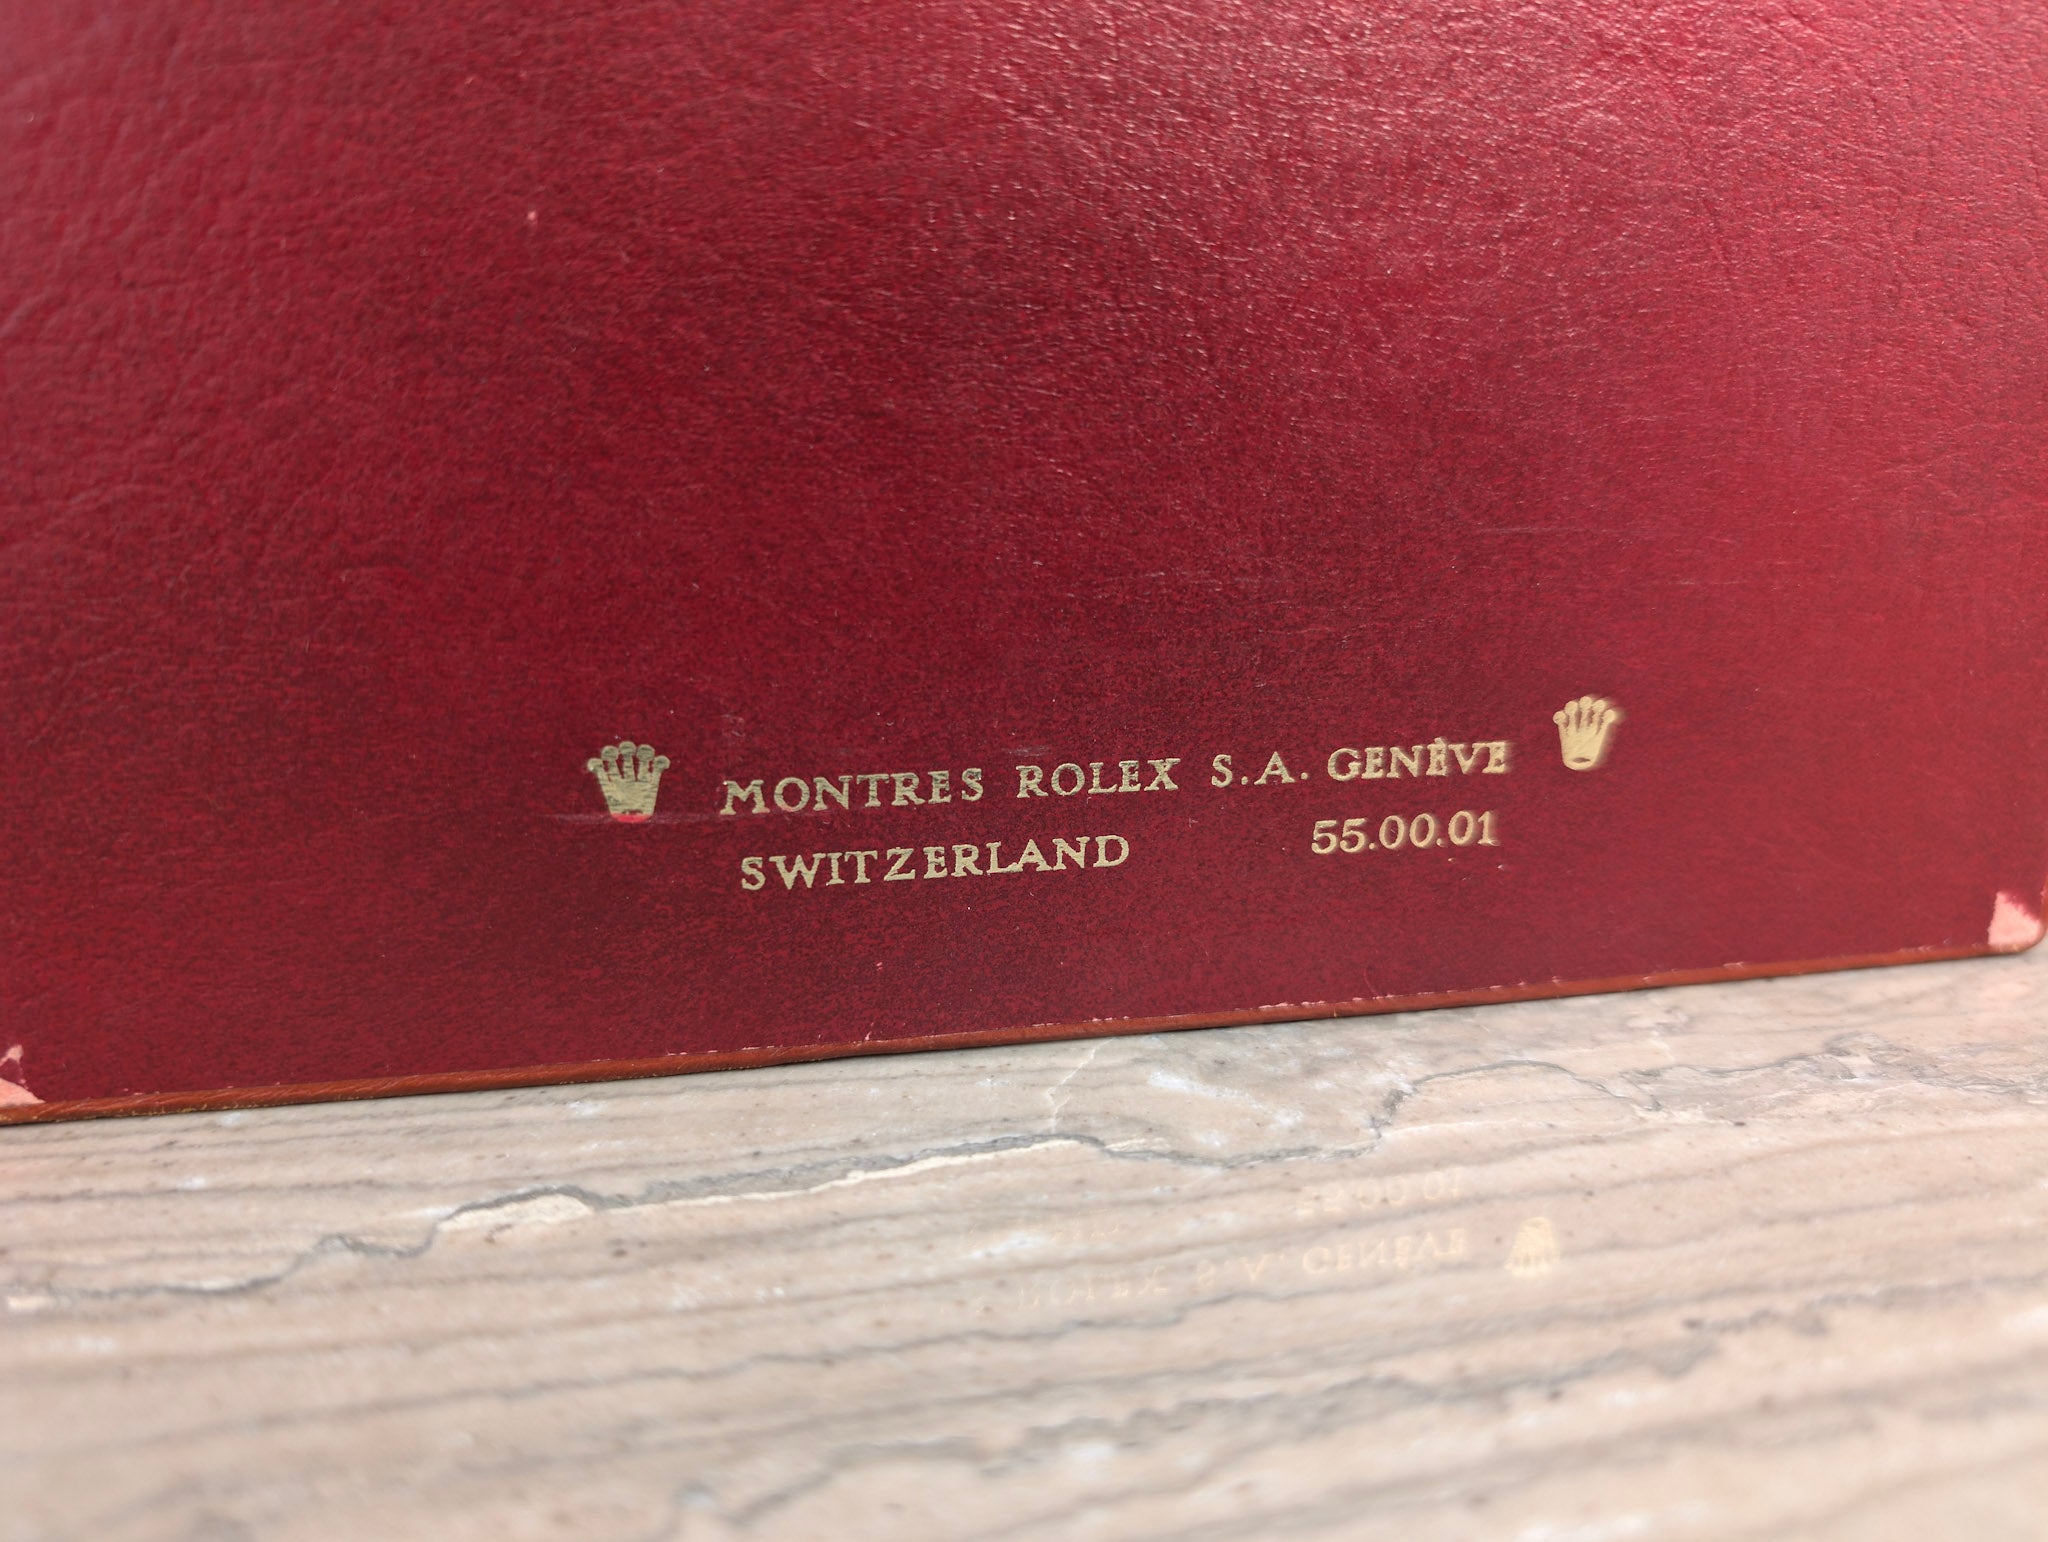 MONTRES ROLEX S.A. GENÈVE
SWITZERLAND 55.00.01